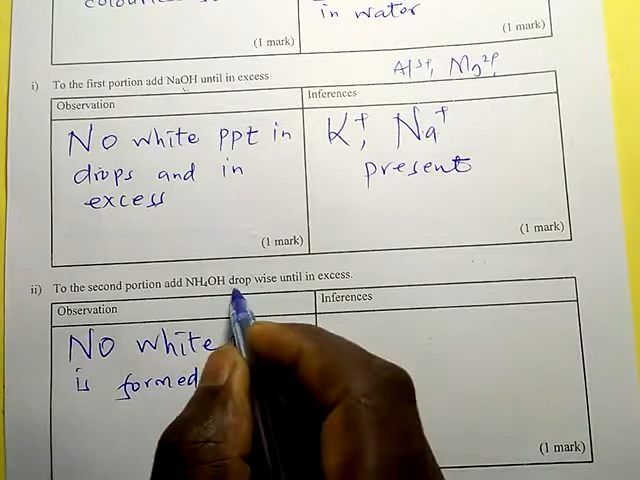 in water
(1 mark)
(1 mark)
i) To the first portion add NaOH until in excess
Al3+, Mg2+,
Observation
Inferences
No white ppt in
drops and in
excess
(1 mark)
K+, Na+
present
(1 mark)
ii) To the second portion add NH4OH drop wise until in excess.
Observation
Inferences
No white
is formed
(1 mark)